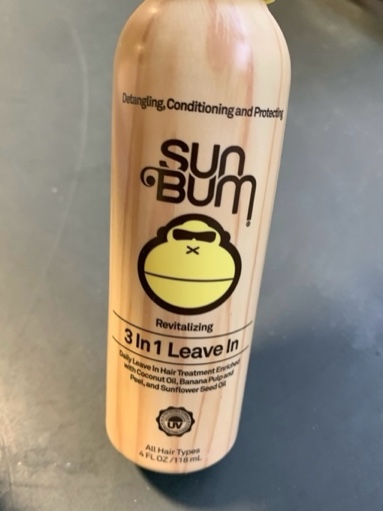 Detangling, Conditioning and Protecting
SUN
BUM®
Revitalizing
3 In 1 Leave In
Daily Leave In Hair Treatment Enriched
with Coconut Oil, Banana Pulp and
Peel, and Sunflower Seed Oil
UV
All Hair Types
4 FL OZ / 118 mL